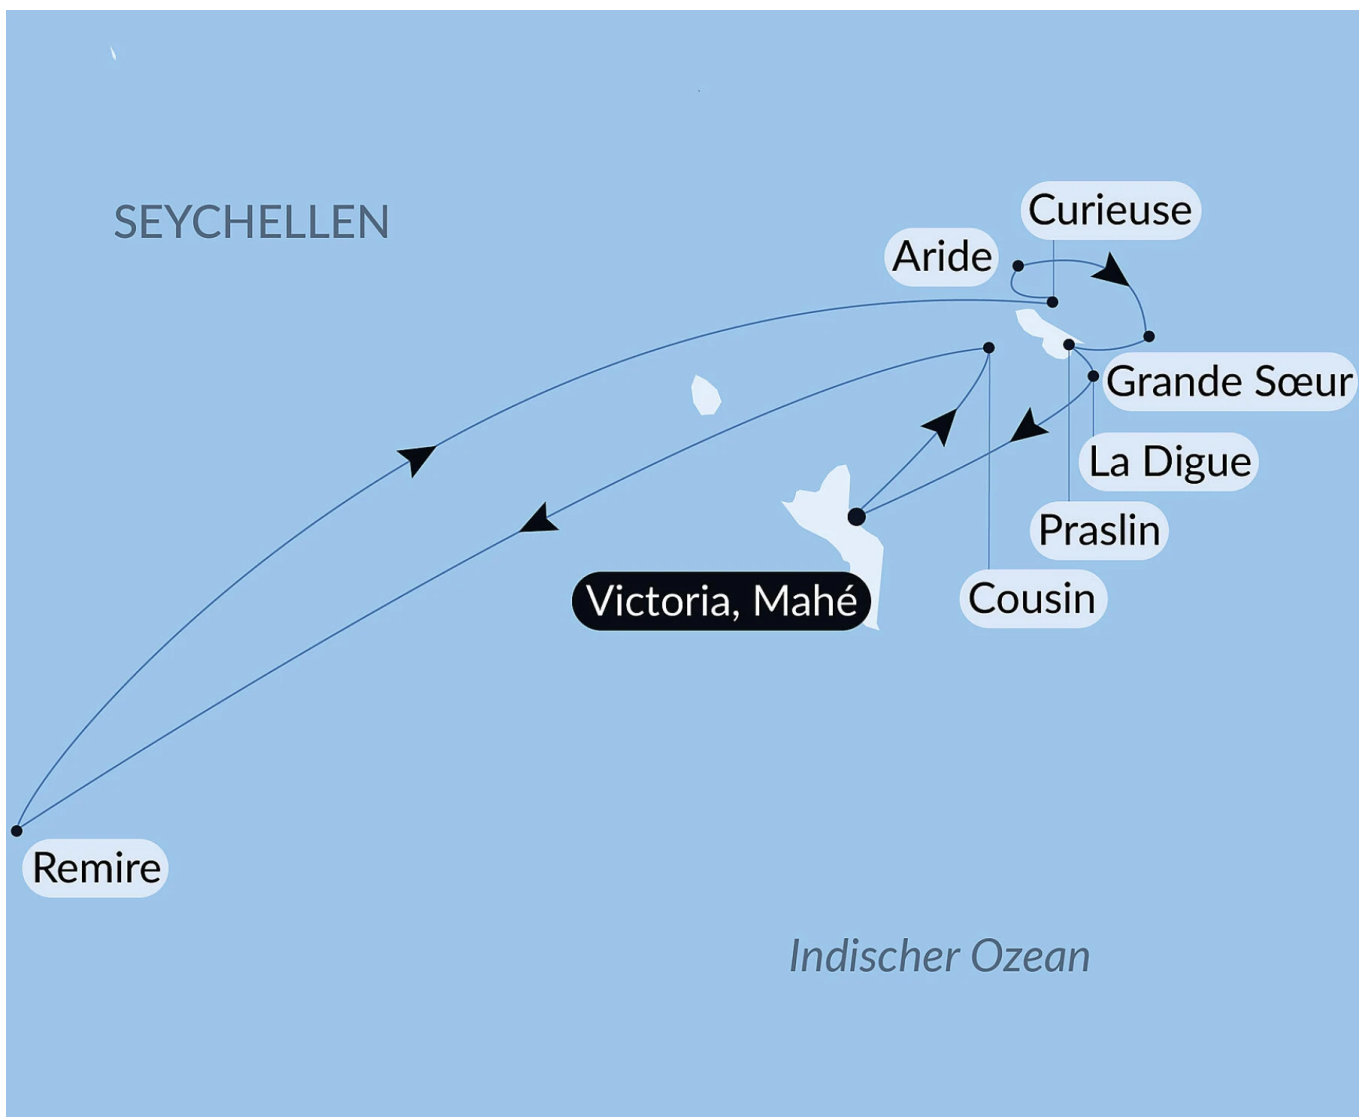 SEYCHELLEN
Curieuse
Aride
Grande Sœur
La Digue
Praslin
Cousin
Victoria, Mahé
Remire
Indischer Ozean